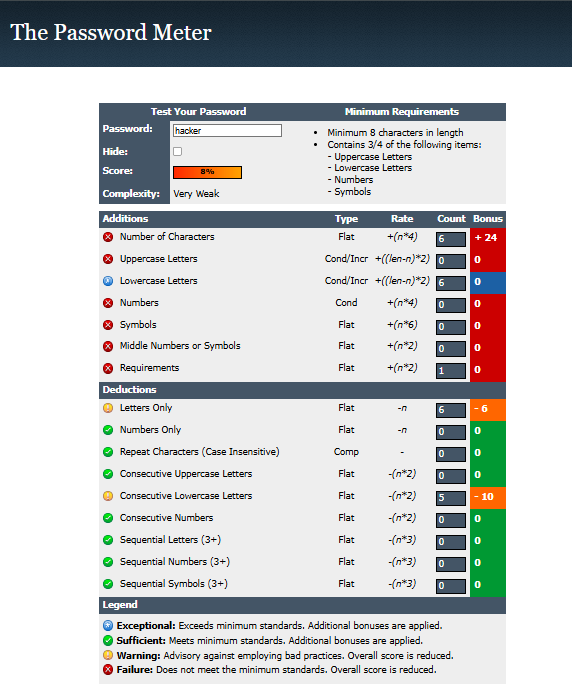 The Password Meter
Test Your Password Minimum Requirements
Password: hacker
• Minimum 8 characters in length
• Contains 3/4 of the following items:
- Uppercase Letters
- Lowercase Letters
- Numbers
- Symbols
Hide:
Score: 8%
Complexity: Very Weak
Additions Type Rate Count Bonus
Number of Characters Flat +(n*4) 6 + 24
Uppercase Letters Cond/Incr +((len-n)*2) 0 0
Lowercase Letters Cond/Incr +((len-n)*2) 6 0
Numbers Cond +(n*4) 0 0
Symbols Flat +(n*6) 0 0
Middle Numbers or Symbols Flat +(n*2) 0 0
Requirements Flat +(n*2) 1 0
Deductions
Letters Only Flat -n 6 - 6
Numbers Only Flat -n 0 0
Repeat Characters (Case Insensitive) Comp - 0 0
Consecutive Uppercase Letters Flat -(n*2) 0 0
Consecutive Lowercase Letters Flat -(n*2) 5 - 10
Consecutive Numbers Flat -(n*2) 0 0
Sequential Letters (3+) Flat -(n*3) 0 0
Sequential Numbers (3+) Flat -(n*3) 0 0
Sequential Symbols (3+) Flat -(n*3) 0 0
Legend
Exceptional: Exceeds minimum standards. Additional bonuses are applied.
Sufficient: Meets minimum standards. Additional bonuses are applied.
Warning: Advisory against employing bad practices. Overall score is reduced.
Failure: Does not meet the minimum standards. Overall score is reduced.